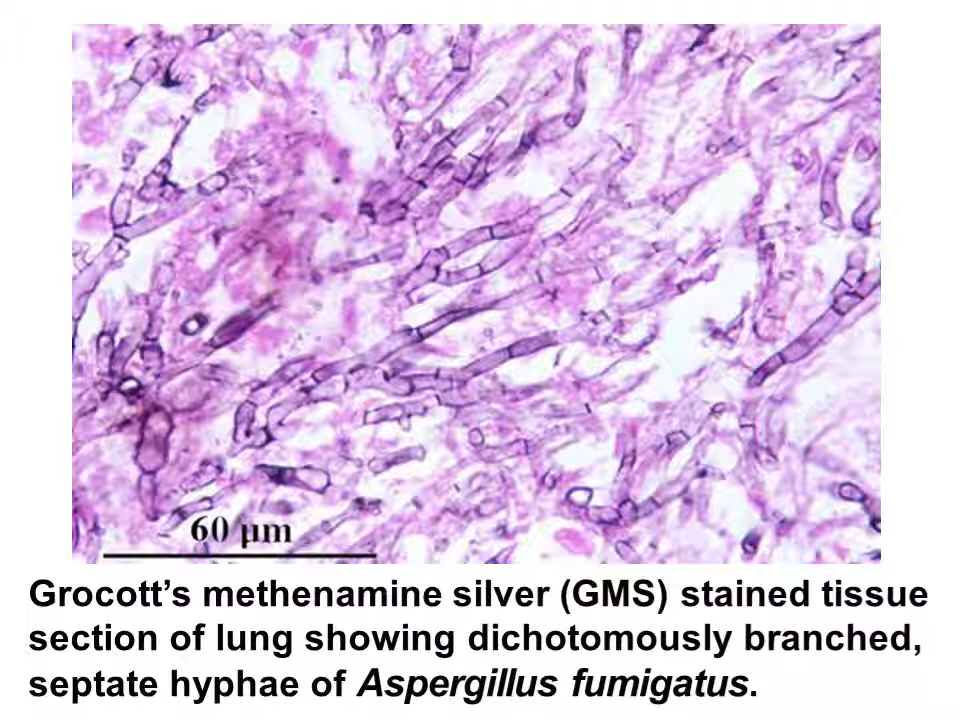 60 µm
Grocott’s methenamine silver (GMS) stained tissue
section of lung showing dichotomously branched,
septate hyphae of Aspergillus fumigatus.